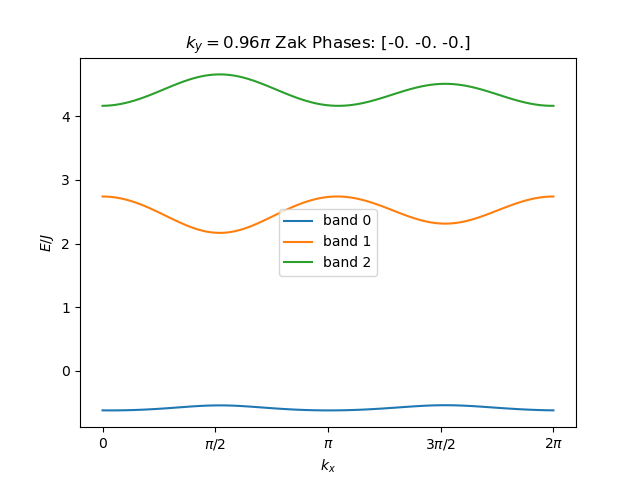 k_y = 0.96π Zak Phases: [-0. -0. -0.]
4
3
2
1
0
E/J
band 0
band 1
band 2
0 π/2 π 3π/2 2π
k_x